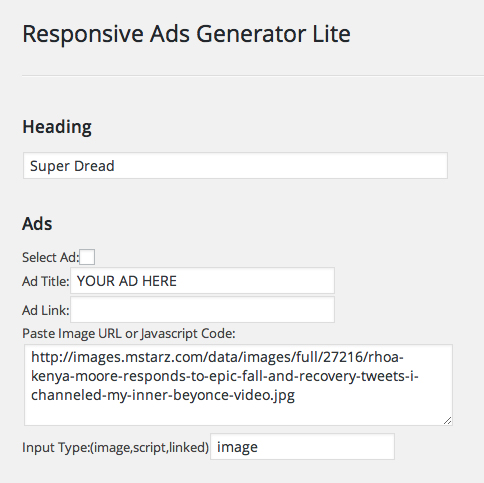 Responsive Ads Generator Lite
Heading
Super Dread
Ads
Select Ad:
Ad Title: YOUR AD HERE
Ad Link:
Paste Image URL or Javascript Code:
http://images.mstarz.com/data/images/full/27216/rhoa-
kenya-moore-responds-to-epic-fall-and-recovery-tweets-i-
channeled-my-inner-beyonce-video.jpg
Input Type:(image,script,linked) image